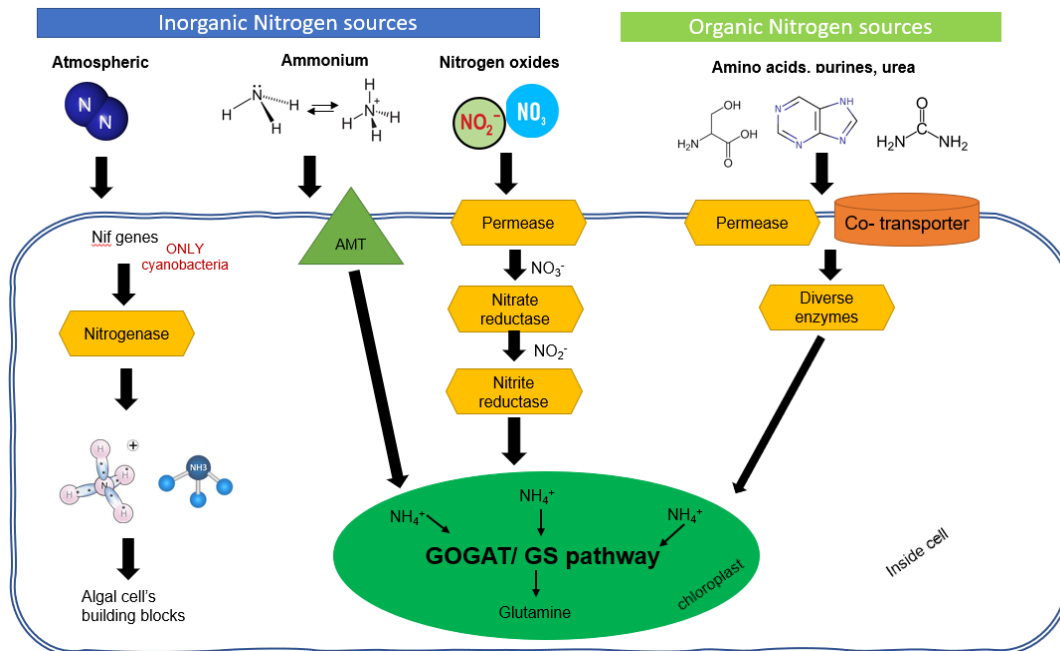 Inorganic Nitrogen sources
Organic Nitrogen sources
Atmospheric
Ammonium
Nitrogen oxides
Amino acids, purines, urea
N
N
H
N
H
H
H
N
+
H
H
H
NO₂⁻
NO₃
OH
H₂N
OH
O
N
N
NH
N
O
H₂N
NH₂
Nif genes
ONLY
cyanobacteria
Nitrogenase
H
+
H
N
H
H
NH3
Algal cell's
building blocks
AMT
Permease
NO₃⁻
Nitrate
reductase
NO₂⁻
Nitrite
reductase
Permease
Co- transporter
Diverse
enzymes
NH₄⁺
NH₄⁺
NH₄⁺
GOGAT/ GS pathway
Glutamine
chloroplast
Inside cell